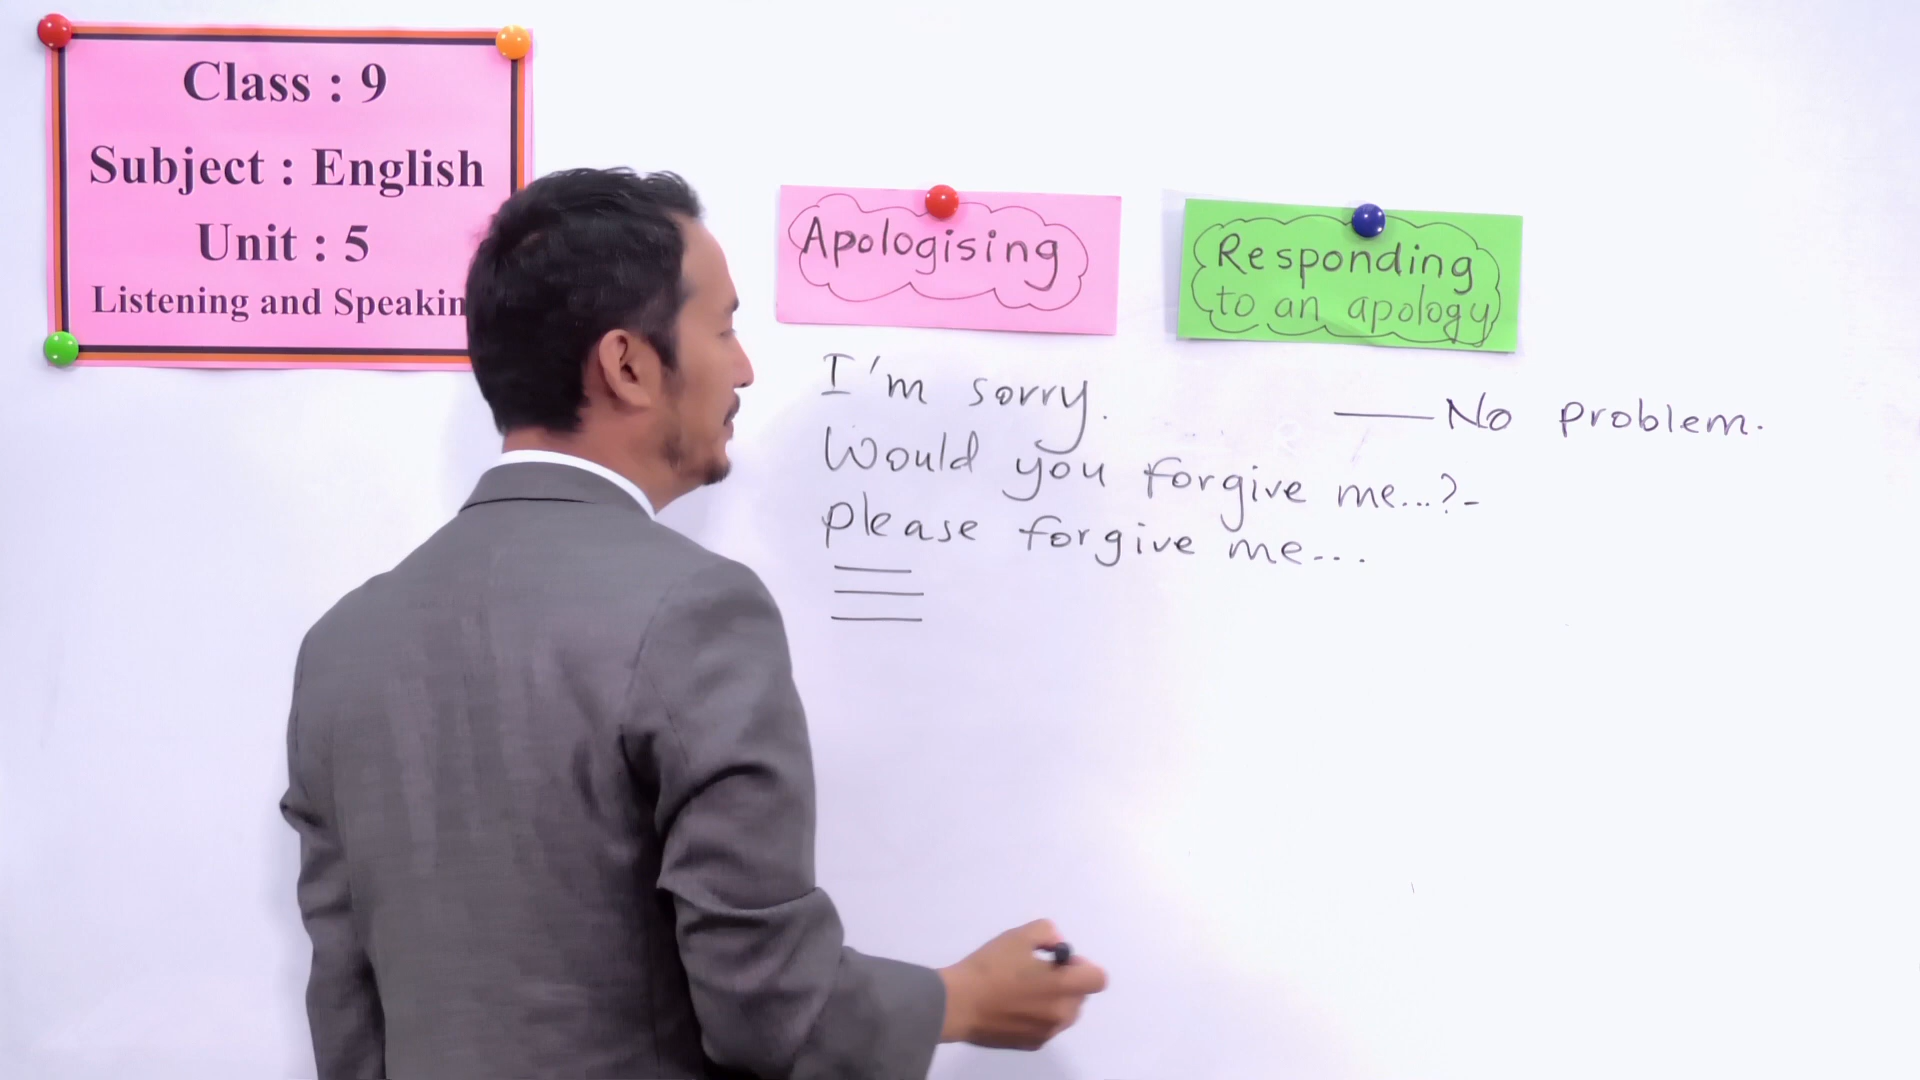 Class : 9
Subject : English
Unit : 5
Listening and Speakin
Apologising
Responding
to an apology
I'm sorry.
No problem.
Would you forgive me...?-
please forgive me...